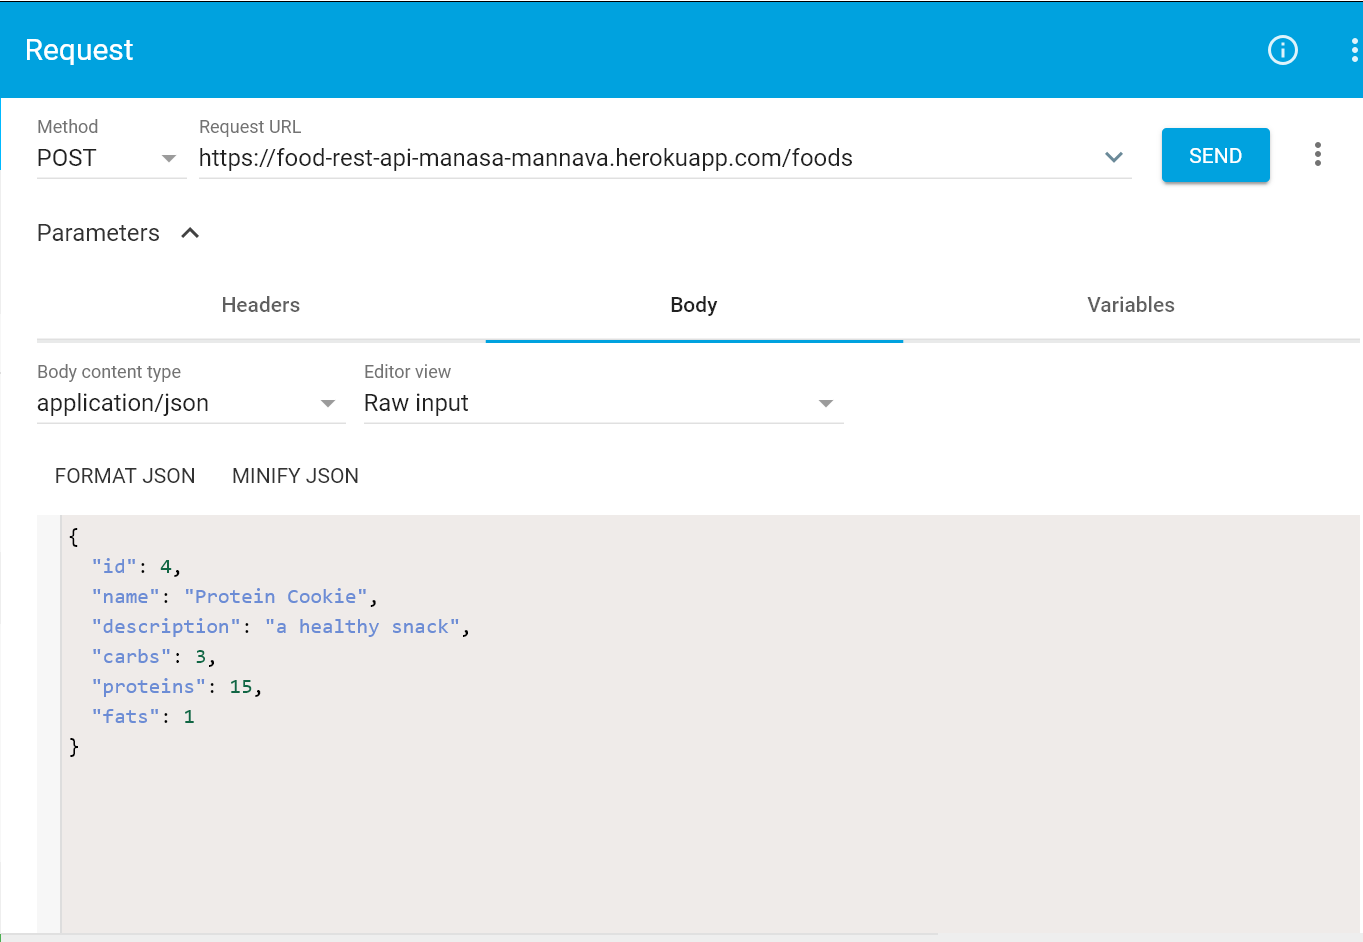 Request
Method
Request URL
POST
https://food-rest-api-manasa-mannava.herokuapp.com/foods
SEND
Parameters
Headers
Body
Variables
Body content type
Editor view
application/json
Raw input
FORMAT JSON
MINIFY JSON
{
"id": 4,
"name": "Protein Cookie",
"description": "a healthy snack",
"carbs": 3,
"proteins": 15,
"fats": 1
}